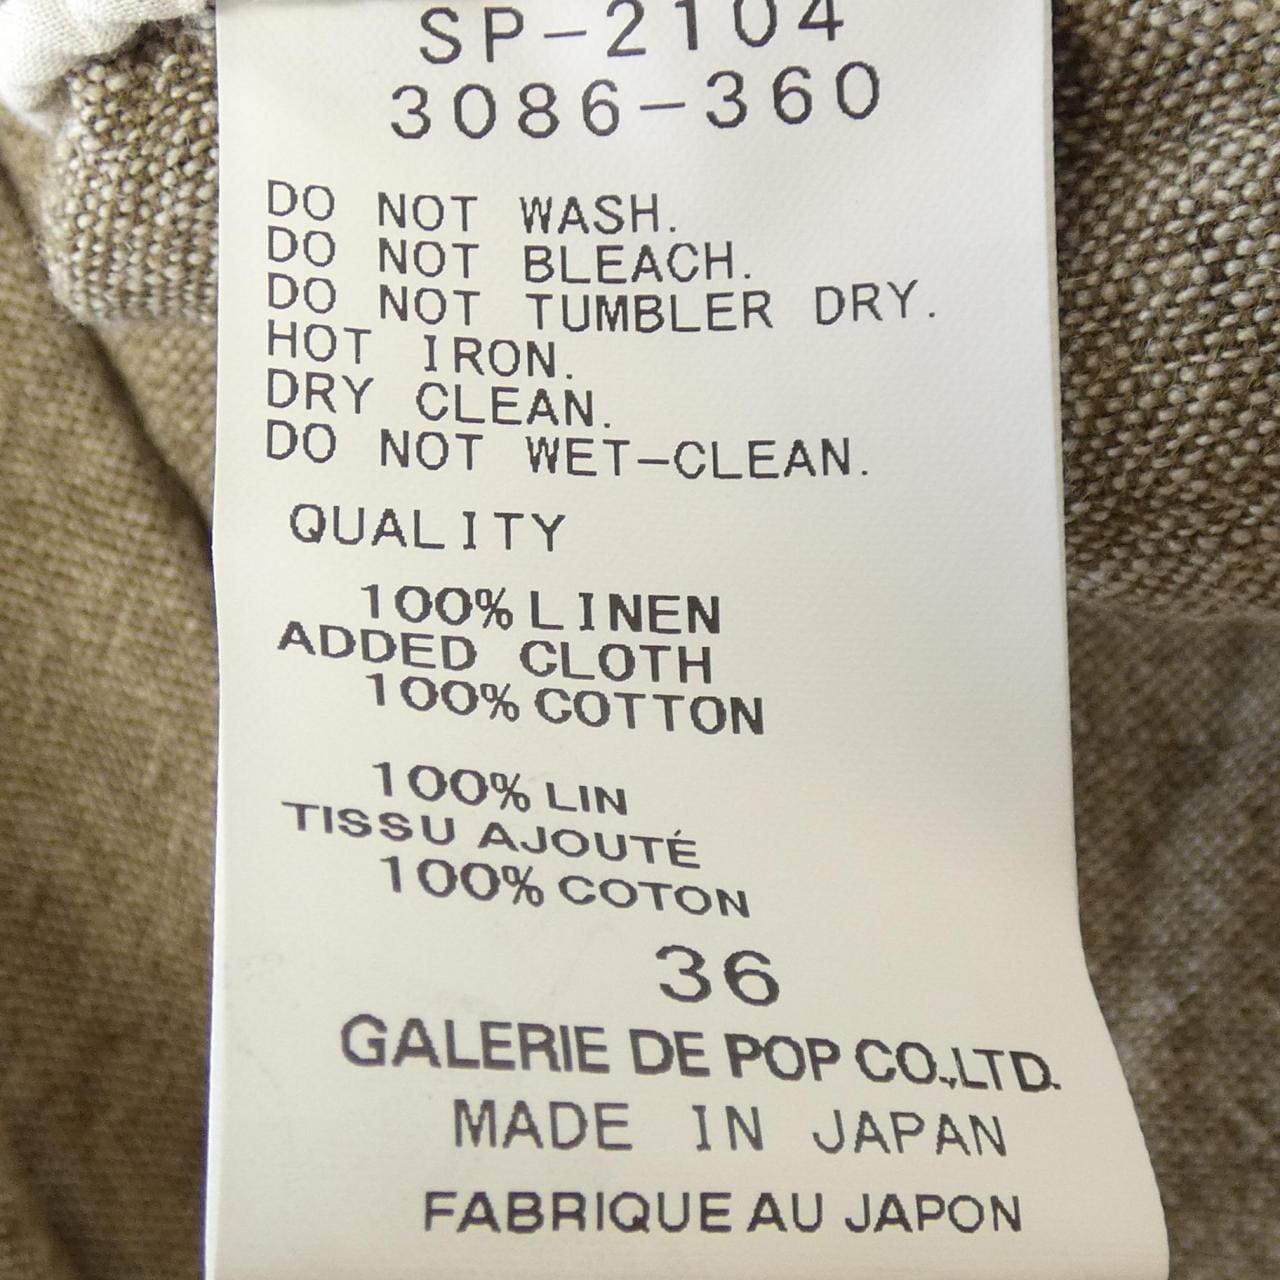 SP-2104
3086-360
DO NOT WASH.
DO NOT BLEACH.
DO NOT TUMBLER DRY.
HOT IRON.
DRY CLEAN.
DO NOT WET-CLEAN.
QUALITY
100% LINEN
ADDED CLOTH
100% COTTON
100% LIN
TISSU AJOUTÉ
100% COTON
36
GALERIE DE POP CO.,LTD.
MADE IN JAPAN
FABRIQUE AU JAPON